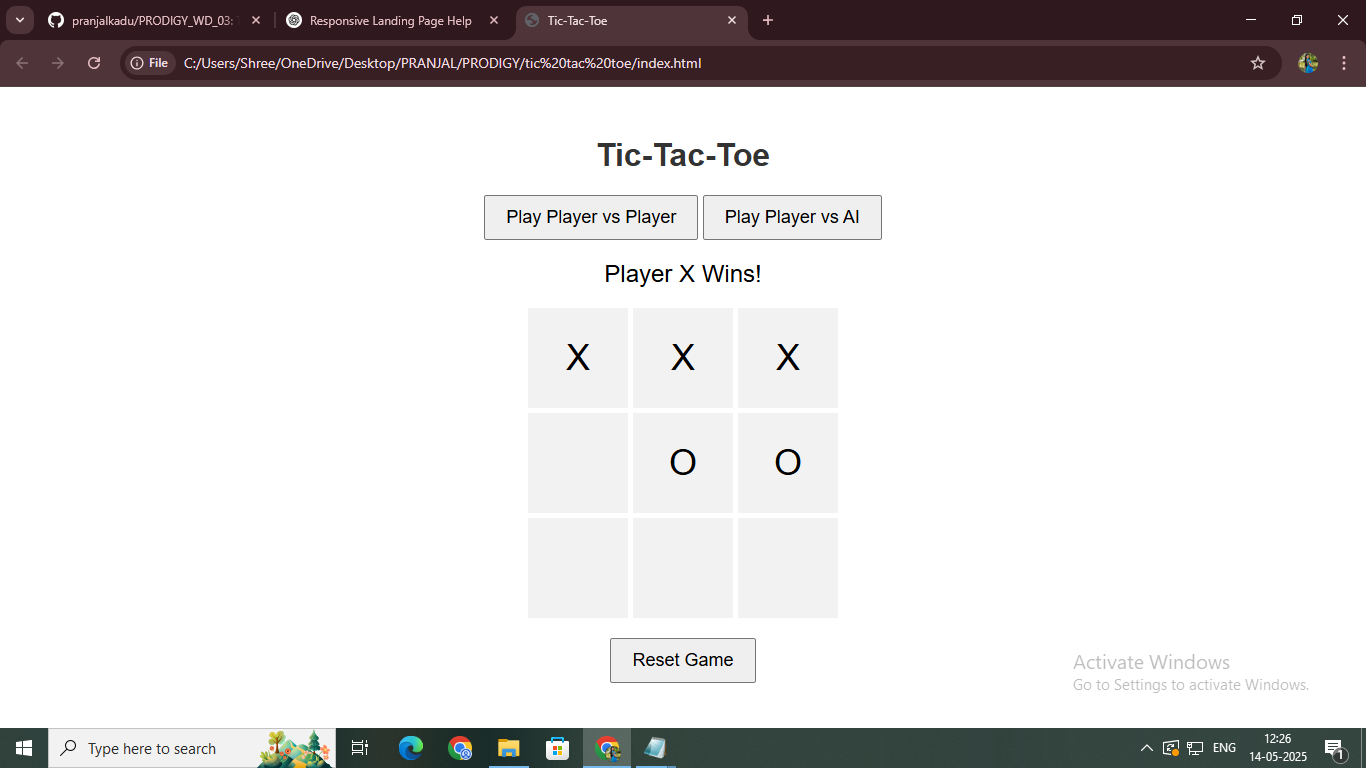 pranjalkadu/PRODIGY_WD_03:
Responsive Landing Page Help
Tic-Tac-Toe
File
C:/Users/Shree/OneDrive/Desktop/PRANJAL/PRODIGY/tic%20tac%20toe/index.html
Tic-Tac-Toe
Play Player vs Player
Play Player vs AI
Player X Wins!
X X X
O O
Reset Game
Activate Windows
Go to Settings to activate Windows.
Type here to search
ENG
12:26
14-05-2025
1